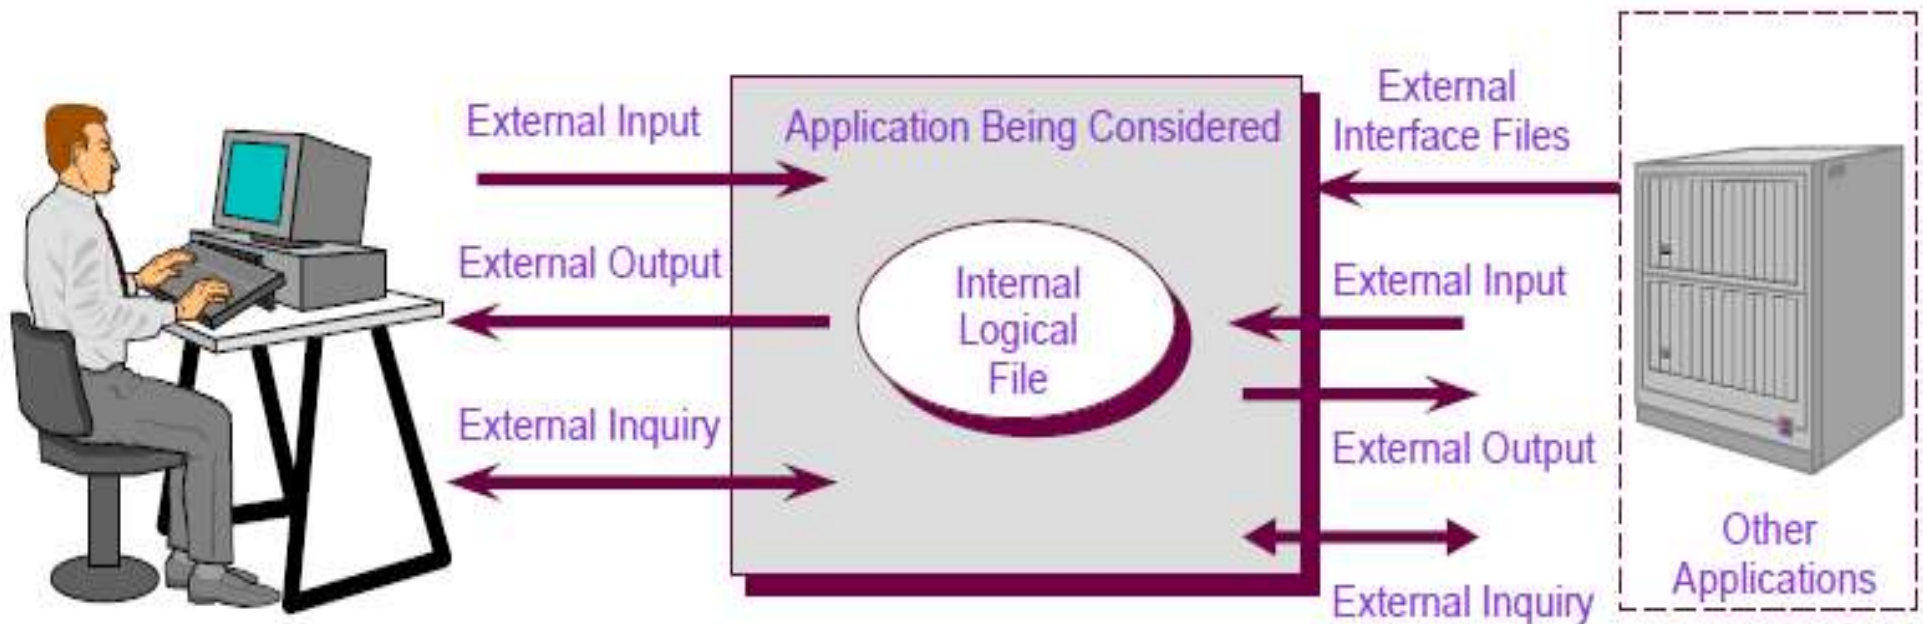 External Input
External Output
External Inquiry
Application Being Considered
Internal
Logical
File
External
Interface Files
External Input
External Output
External Inquiry
Other
Applications